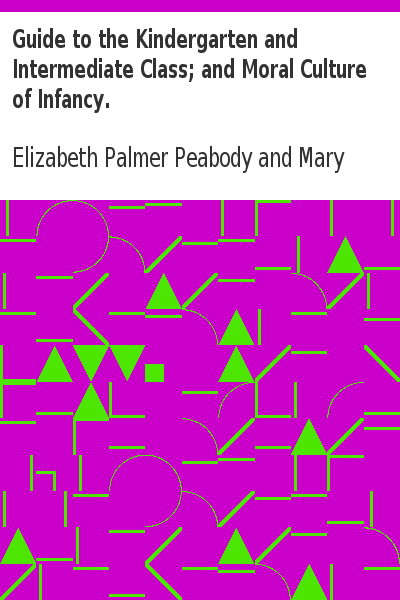 Guide to the Kindergarten and
Intermediate Class; and Moral Culture
of Infancy.
Elizabeth Palmer Peabody and Mary